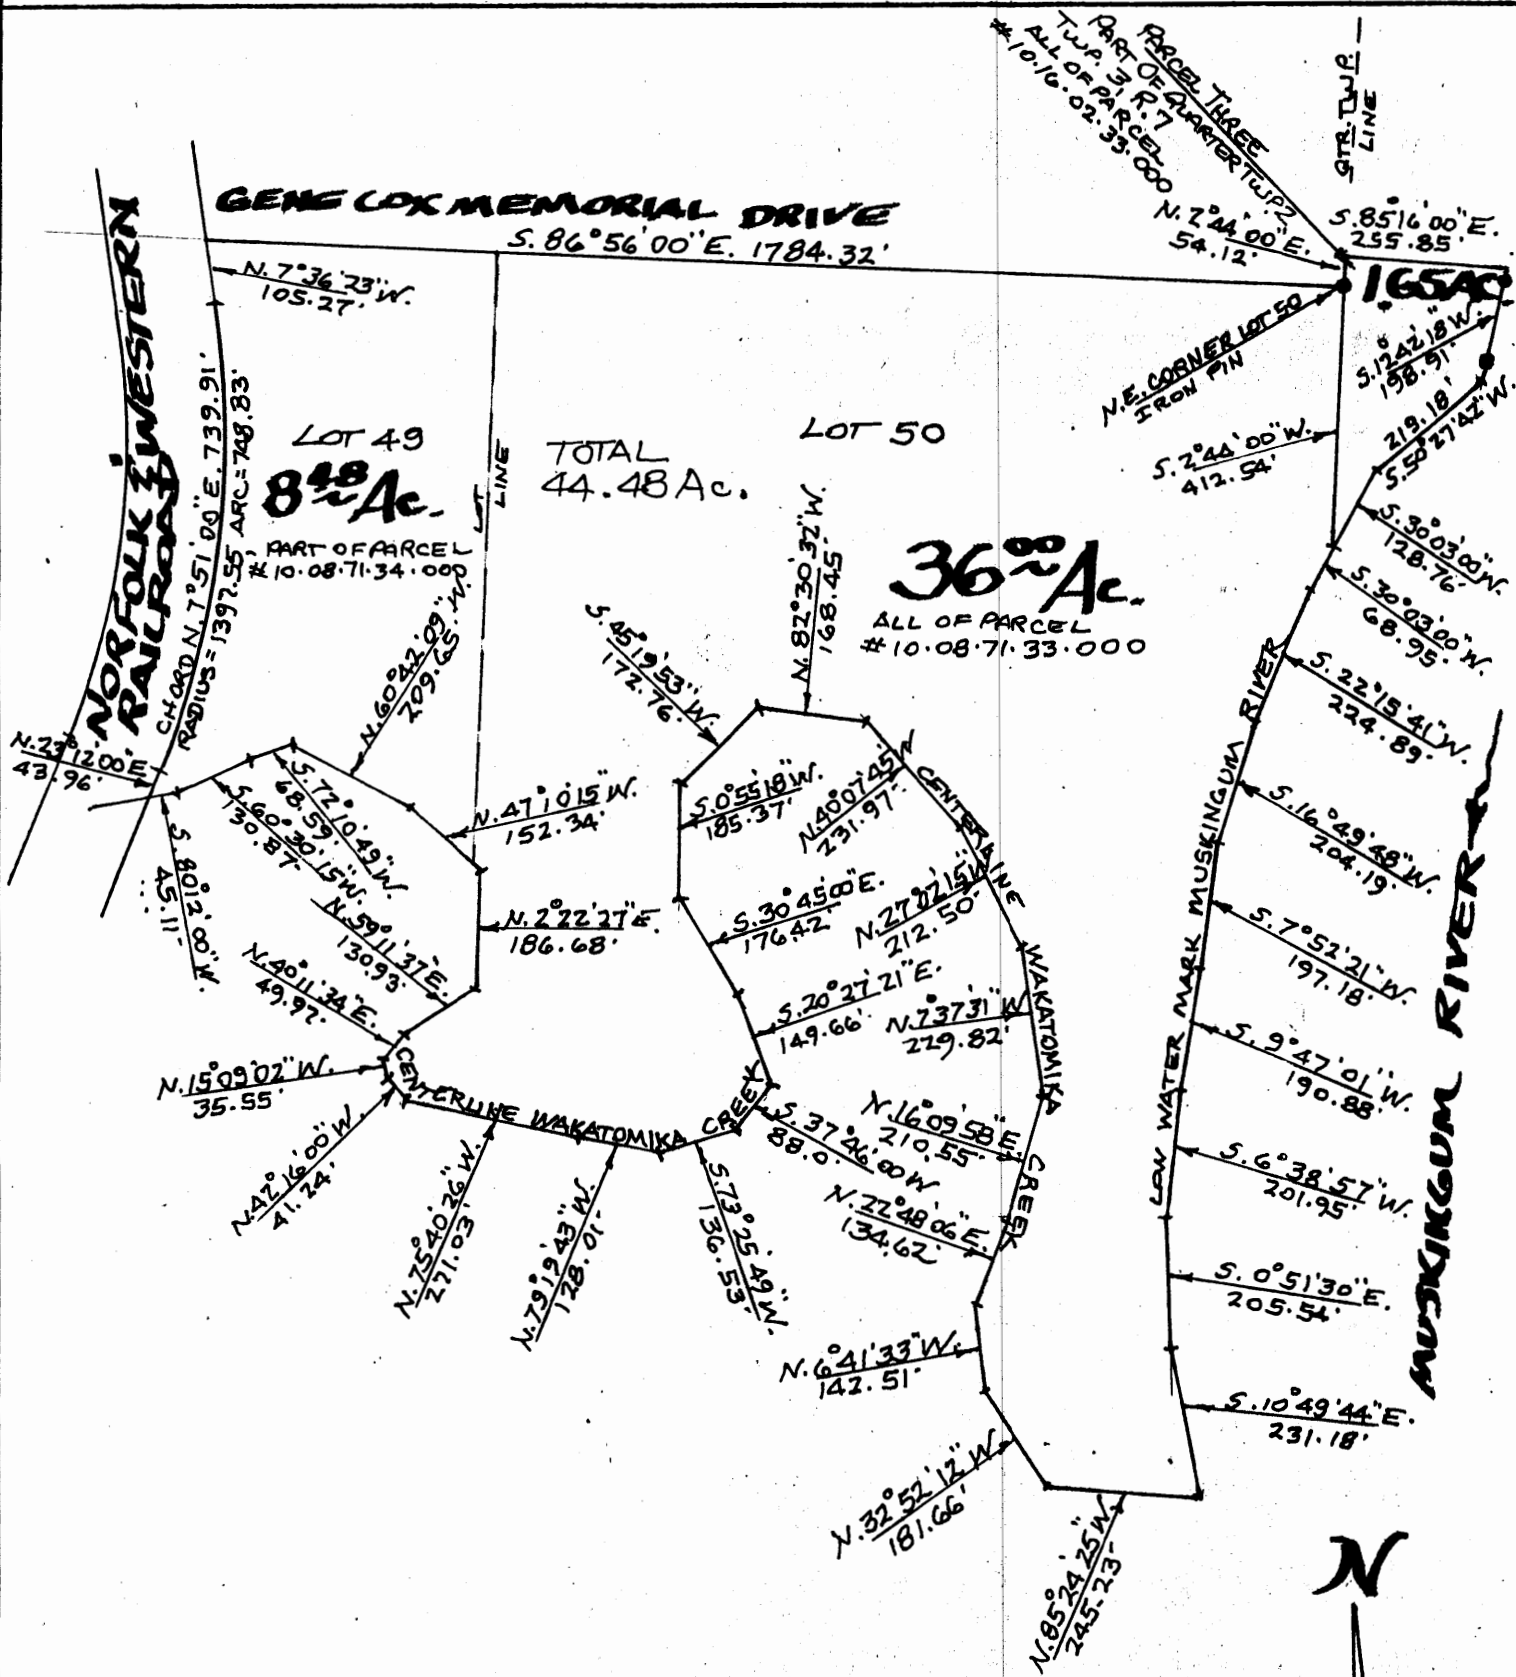 PARCEL THREE
PART OF QUARTER TWP. 2
TWP. 3, R. 7
ALL OF PARCEL
#10.16.02.33.000
QTR. TWP.
LINE
GENE COX MEMORIAL DRIVE
S. 86°56'00"E. 1784.32'
N. 2°44'00"E.
54.12'
S. 85°16'00"E.
255.85'
1.65 AC
N. 7°36'23"W.
105.27'
N.E. CORNER LOT 50
IRON PIN
S. 12°42'18"W.
198.91'
219.18'
S. 50°27'42"W.
NORFOLK & WESTERN
RAILROAD
CHORD N. 7°51'00"E. 739.91'
RADIUS = 1397.55, ARC = 748.83'
LOT 49
8 48 Ac.
PART OF PARCEL
#10.08.71.34.000
LOT LINE
TOTAL
44.48 Ac.
LOT 50
36 00 Ac.
ALL OF PARCEL
#10.08.71.33.000
S. 2°44'00"W.
412.54'
S. 30°03'00"W.
128.76'
S. 30°03'00"W.
68.95'
N. 60°42'09"W.
209.65'
S. 45°19'53"W.
172.76'
N. 82°30'32"W.
168.45'
S. 22°15'41"W.
224.89'
N. 23°12'00"E.
43.96'
S. 72°10'49"W.
68.59'
S. 60°30'15"W.
130.87'
S. 80°12'00"W.
45.11'
N. 47°10'15"W.
152.34'
S. 0°55'18"W.
185.37'
N. 40°07'45"W
231.97'
S. 16°49'48"W.
204.19'
N. 59°11'37"E.
130.93'
N. 2°22'27"E.
186.68'
S. 30°45'00"E.
176.42'
N. 27°02'15"W
212.50'
S. 7°52'21"W.
197.18'
N. 40°11'34"E.
49.97'
S. 20°27'21"E.
149.66'
N. 7°37'31"W
229.82'
S. 9°47'01"W.
190.88'
N. 15°09'02"W.
35.55'
CENTERLINE WAKATOMIKA CREEK
CENTERLINE WAKATOMIKA CREEK
LOW WATER MARK MUSKINGUM RIVER
MUSKIKGUM RIVER
S. 37°46'00"W
88.0'
N. 16°09'58"E.
210.55'
S. 6°38'57"W.
201.95'
N. 42°16'00"W.
41.24'
N. 75°40'26"W.
271.03'
N. 79°19'43"W.
128.01'
S. 73°25'49"W.
136.53'
N. 22°48'06"E.
134.62'
S. 0°51'30"E.
205.54'
N. 6°41'33"W.
142.51'
S. 10°49'44"E.
231.18'
N. 32°52'12"W
181.66'
N. 85°24'25"W.
245.23'
N